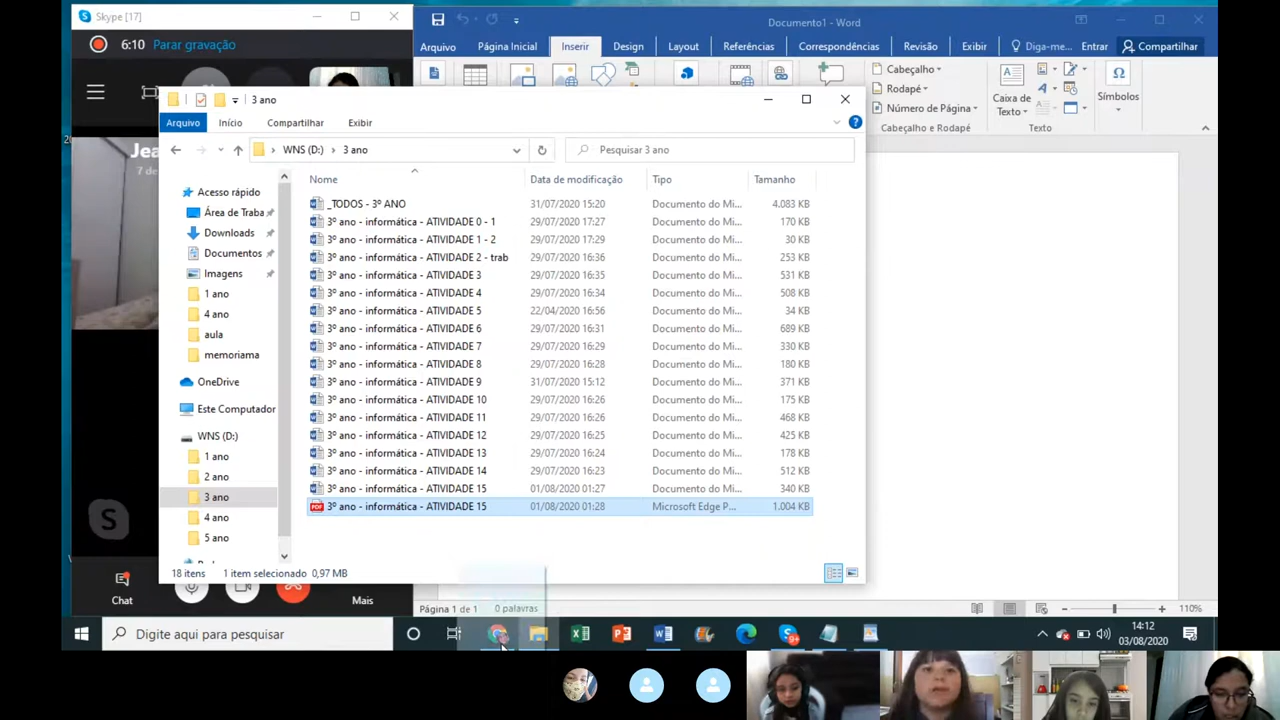 Skype [17]
6:10 Parar gravação
Jea
7 de
Chat
Mais
Documento1 - Word
Arquivo Página Inicial Inserir Design Layout Referências Correspondências Revisão Exibir Diga-me... Entrar Compartilhar
Cabeçalho
Rodapé
Número de Página
Cabeçalho e Rodapé
Caixa de
Texto
Texto
Símbolos
3 ano
Arquivo Início Compartilhar Exibir
WNS (D:) 3 ano
Pesquisar 3 ano
Nome Data de modificação Tipo Tamanho
Acesso rápido
Área de Traba
Downloads
Documentos
Imagens
1 ano
4 ano
aula
memoriama
OneDrive
Este Computador
WNS (D:)
1 ano
2 ano
3 ano
4 ano
5 ano
_TODOS - 3º ANO 31/07/2020 15:20 Documento do Mi... 4.083 KB
3º ano - informática - ATIVIDADE 0 - 1 29/07/2020 17:27 Documento do Mi... 170 KB
3º ano - informática - ATIVIDADE 1 - 2 29/07/2020 17:29 Documento do Mi... 30 KB
3º ano - informática - ATIVIDADE 2 - trab 29/07/2020 16:36 Documento do Mi... 253 KB
3º ano - informática - ATIVIDADE 3 29/07/2020 16:35 Documento do Mi... 531 KB
3º ano - informática - ATIVIDADE 4 29/07/2020 16:34 Documento do Mi... 508 KB
3º ano - informática - ATIVIDADE 5 22/04/2020 16:56 Documento do Mi... 34 KB
3º ano - informática - ATIVIDADE 6 29/07/2020 16:31 Documento do Mi... 689 KB
3º ano - informática - ATIVIDADE 7 29/07/2020 16:29 Documento do Mi... 330 KB
3º ano - informática - ATIVIDADE 8 29/07/2020 16:28 Documento do Mi... 180 KB
3º ano - informática - ATIVIDADE 9 31/07/2020 15:12 Documento do Mi... 371 KB
3º ano - informática - ATIVIDADE 10 29/07/2020 16:26 Documento do Mi... 175 KB
3º ano - informática - ATIVIDADE 11 29/07/2020 16:26 Documento do Mi... 468 KB
3º ano - informática - ATIVIDADE 12 29/07/2020 16:25 Documento do Mi... 425 KB
3º ano - informática - ATIVIDADE 13 29/07/2020 16:24 Documento do Mi... 178 KB
3º ano - informática - ATIVIDADE 14 29/07/2020 16:23 Documento do Mi... 512 KB
3º ano - informática - ATIVIDADE 15 01/08/2020 01:27 Documento do Mi... 340 KB
3º ano - informática - ATIVIDADE 15 01/08/2020 01:28 Microsoft Edge P... 1.004 KB
18 itens 1 item selecionado 0,97 MB
Página 1 de 1 0 palavras
110%
Digite aqui para pesquisar
14:12
03/08/2020